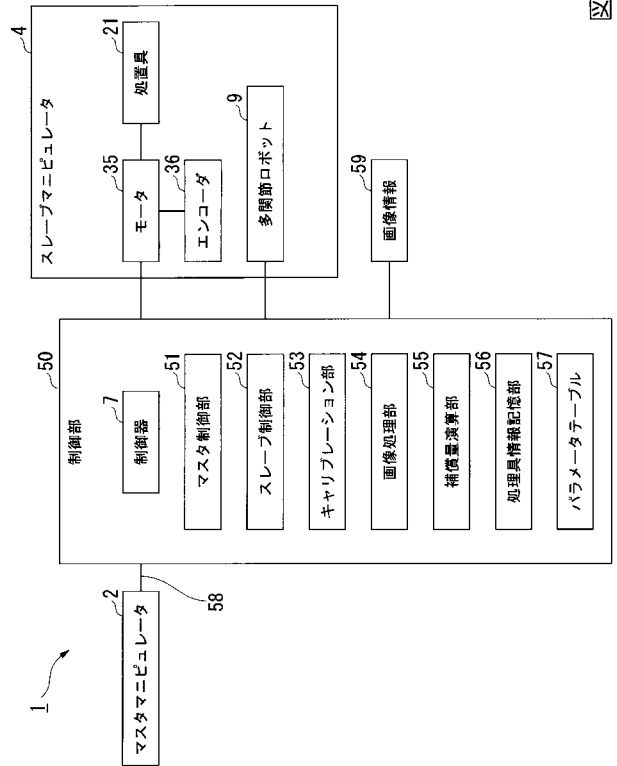 1
2
マスタマニピュレータ
58
50
制御部
7
制御器
51
マスタ制御部
52
スレーブ制御部
53
キャリブレーション部
54
画像処理部
55
補償量演算部
56
処理具情報記憶部
57
パラメータテーブル
4
スレーブマニピュレータ
35
モータ
21
処置具
36
エンコーダ
9
多関節ロボット
59
画像情報
図